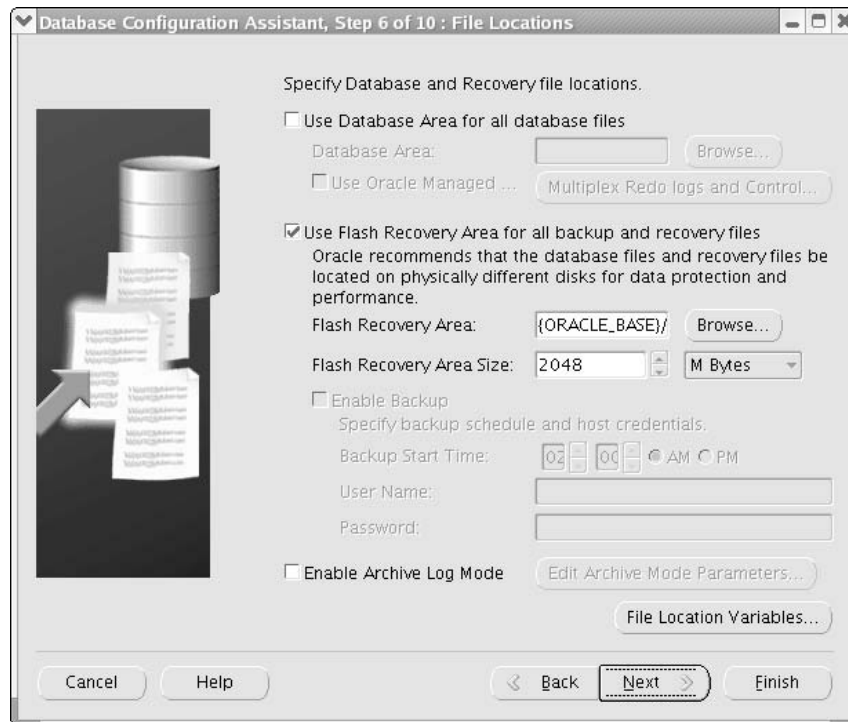 Database Configuration Assistant, Step 6 of 10 : File Locations
Specify Database and Recovery file locations.
Use Database Area for all database files
Database Area:
Browse...
Use Oracle Managed ...
Multiplex Redo logs and Control...
Use Flash Recovery Area for all backup and recovery files
Oracle recommends that the database files and recovery files be
located on physically different disks for data protection and
performance.
Flash Recovery Area:
{ORACLE_BASE}/
Browse...
Flash Recovery Area Size:
2048
M Bytes
Enable Backup
Specify backup schedule and host credentials.
Backup Start Time:
02
00
AM
PM
User Name:
Password:
Enable Archive Log Mode
Edit Archive Mode Parameters...
File Location Variables...
Cancel
Help
Back
Next
Finish